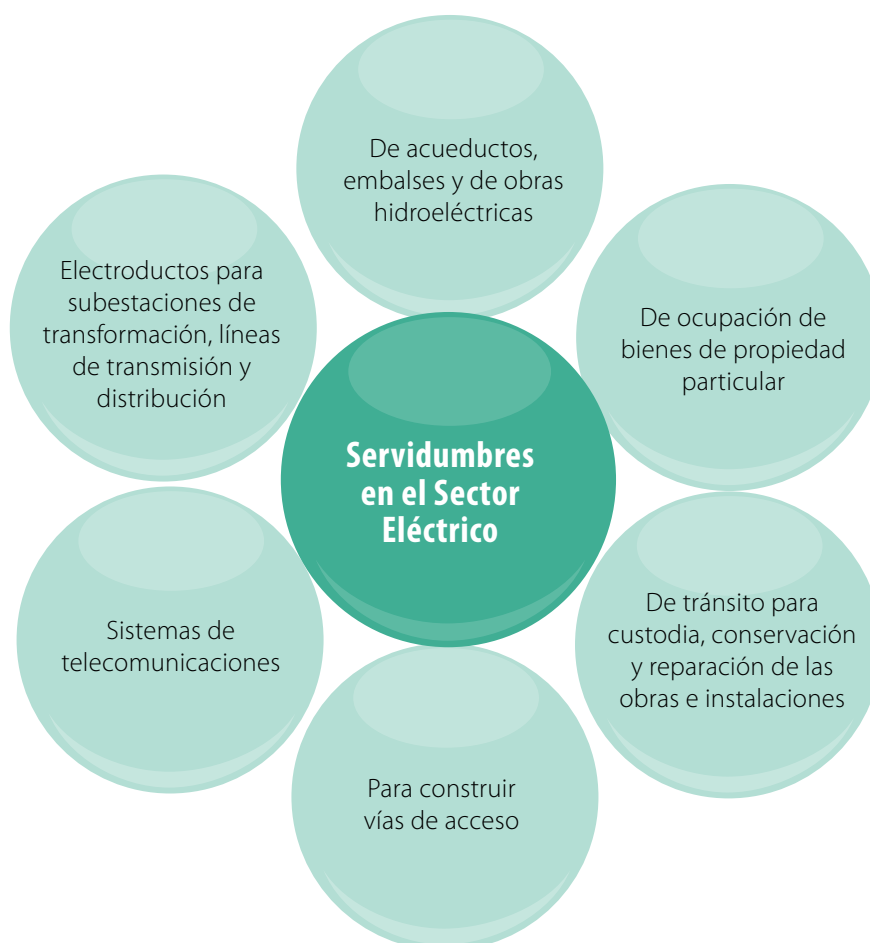 De acueductos,
embalses y de obras
hidroeléctricas
Electroductos para
subestaciones de
transformación, líneas
de transmisión y
distribución
De ocupación de
bienes de propiedad
particular
Servidumbres
en el Sector
Eléctrico
Sistemas de
telecomunicaciones
De tránsito para
custodia, conservación
y reparación de las
obras e instalaciones
Para construir
vías de acceso